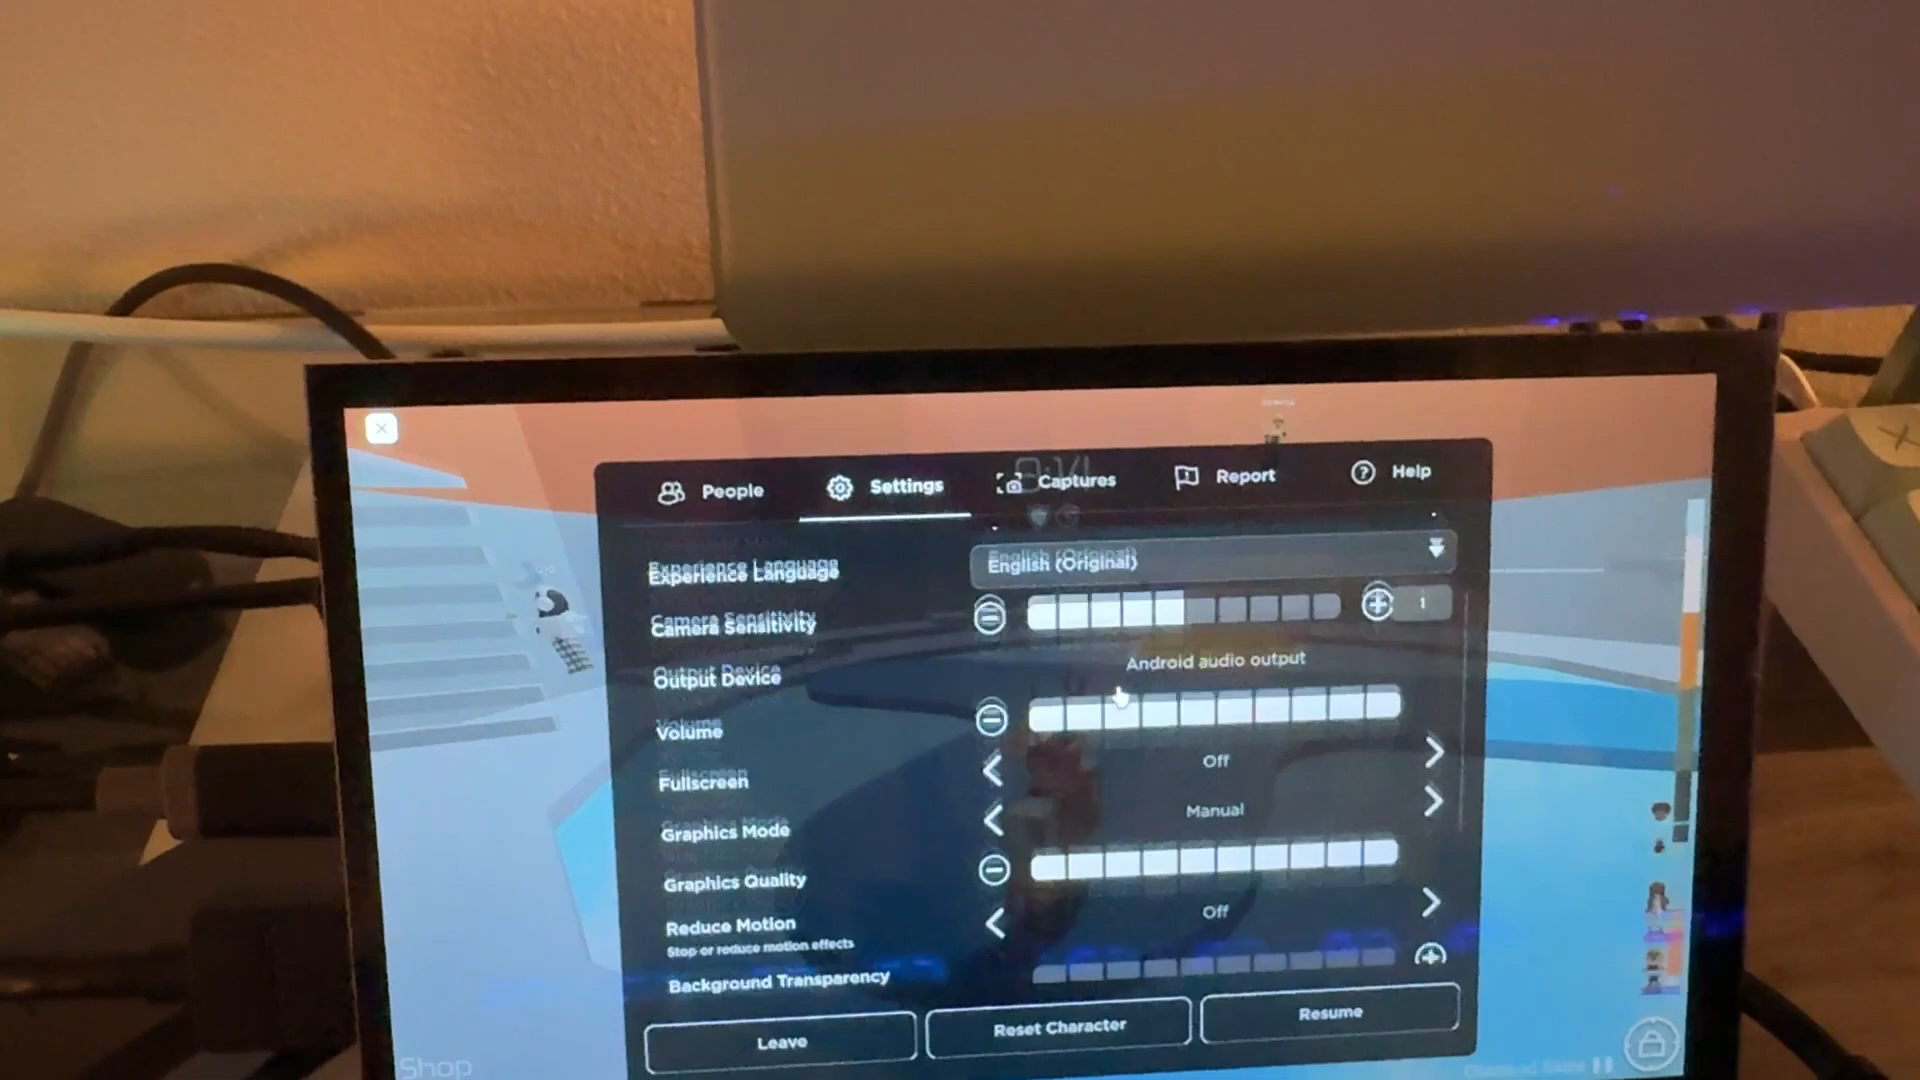 People Settings Captures Report Help
Experience Language English (Original)
Camera Sensitivity 1
Output Device Android audio output
Volume
Fullscreen Off
Graphics Mode Manual
Graphics Quality
Reduce Motion Off
Stop or reduce motion effects
Background Transparency
Leave Reset Character Resume
Shop